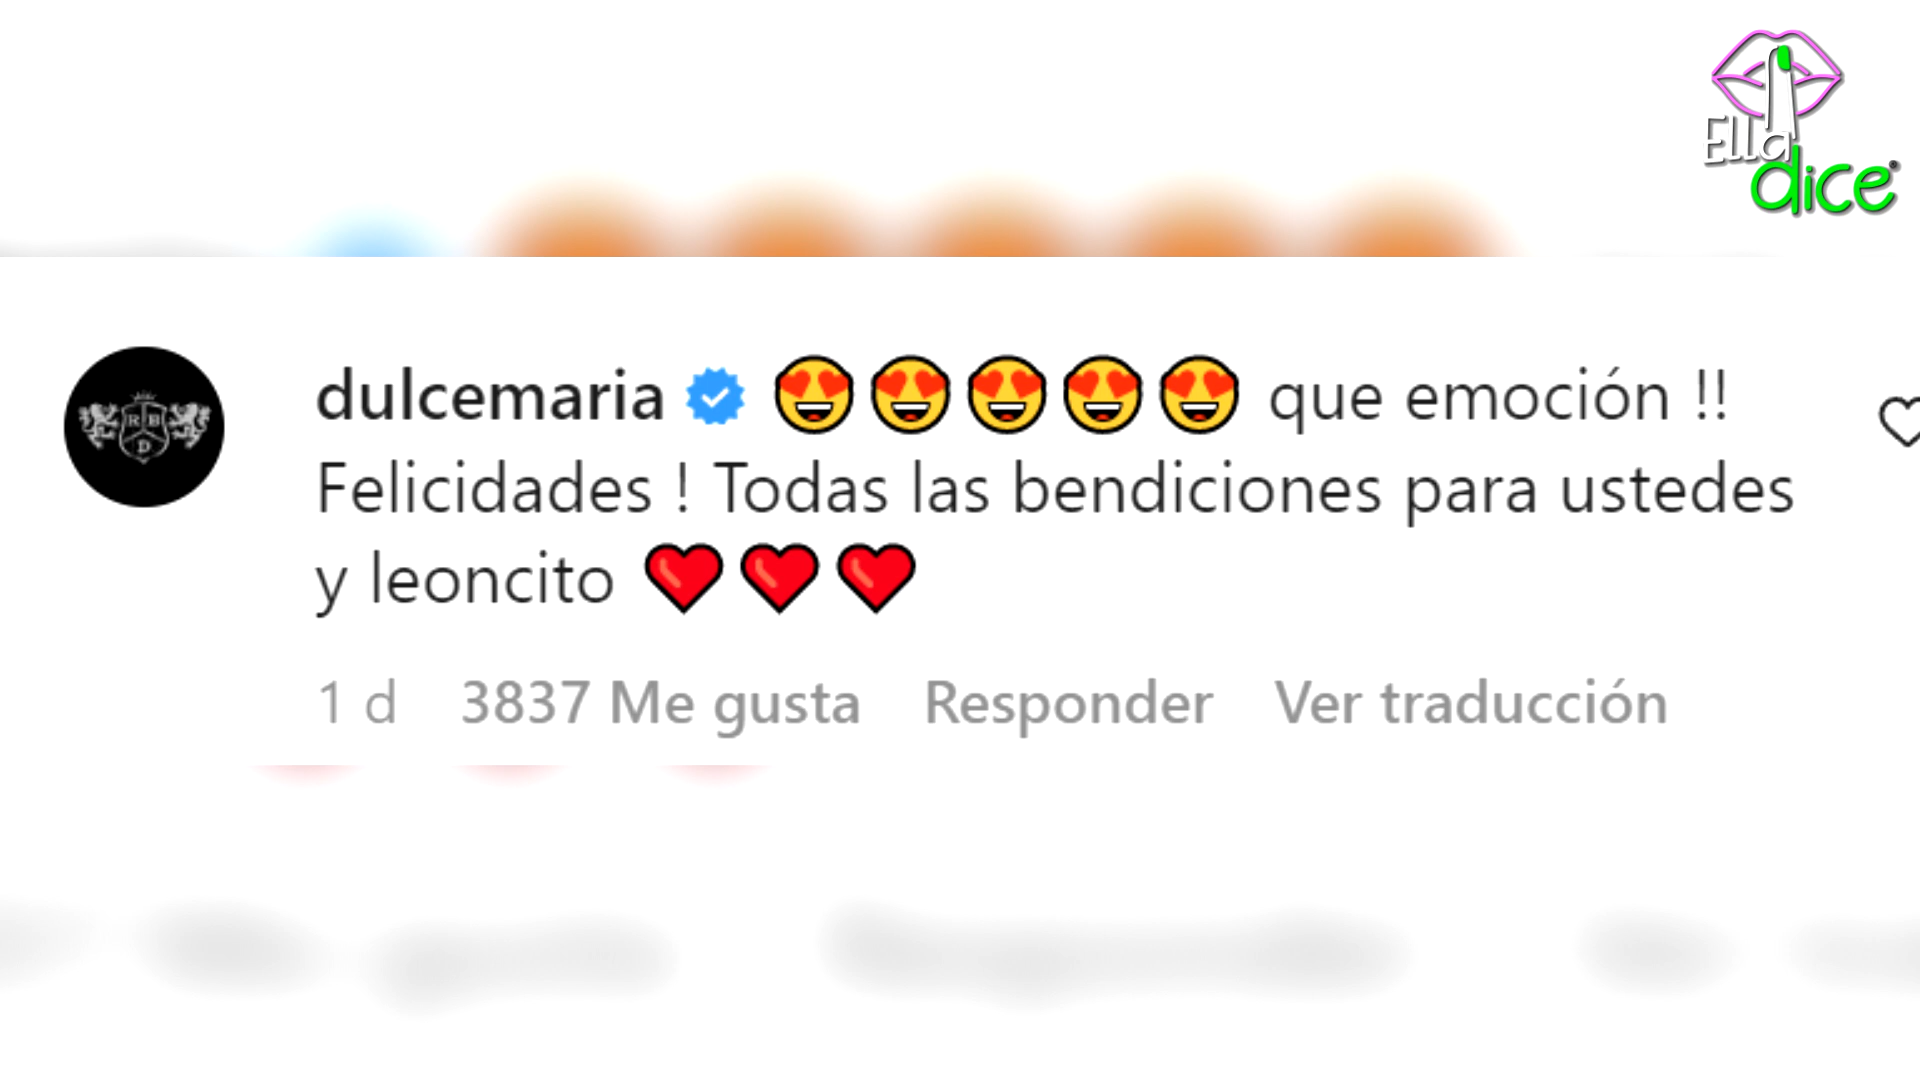 Ella
dice
R B
D
dulcemaria 😍😍😍😍😍 que emoción !!
Felicidades ! Todas las bendiciones para ustedes
y leoncito ❤️❤️❤️
1 d 3837 Me gusta Responder Ver traducción